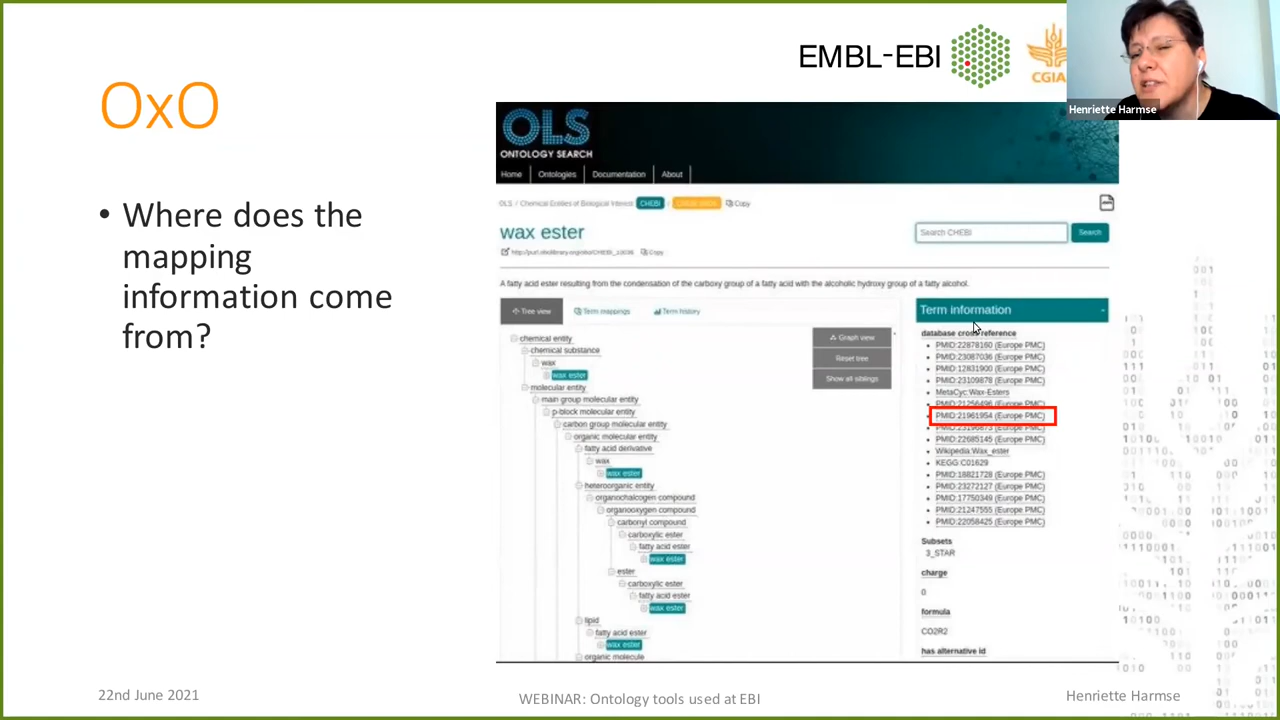 EMBL-EBI
CGIA
Henriette Harmse
OxO
• Where does the
mapping
information come
from?
OLS
ONTOLOGY SEARCH
Home Ontologies Documentation About
OLS / Chemical Entities of Biological Interest CHEBI Copy
wax ester
Search CHEBI Search
Copy
A fatty acid ester resulting from the condensation of the carboxy group of a fatty acid with the alcoholic hydroxy group of a fatty alcohol.
Tree view Term mappings Term history
Graph view
Reset tree
Show all siblings
chemical entity
chemical substance
wax
wax ester
molecular entity
main group molecular entity
p-block molecular entity
carbon group molecular entity
organic molecular entity
fatty acid derivative
wax
wax ester
heteroorganic entity
organochalcogen compound
organooxygen compound
carbonyl compound
carboxylic ester
fatty acid ester
wax ester
ester
carboxylic ester
fatty acid ester
wax ester
lipid
fatty acid ester
wax ester
organic molecule
Term information
database cross reference
PMID:22878160 (Europe PMC)
PMID:23087036 (Europe PMC)
PMID:12831900 (Europe PMC)
PMID:23109878 (Europe PMC)
MetaCyc:Wax-Esters
PMID:21256496 (Europe PMC)
PMID:21961954 (Europe PMC)
PMID:23196673 (Europe PMC)
PMID:22685145 (Europe PMC)
Wikipedia:Wax_ester
KEGG:C01629
PMID:18821728 (Europe PMC)
PMID:23272127 (Europe PMC)
PMID:17750349 (Europe PMC)
PMID:21247555 (Europe PMC)
PMID:22058425 (Europe PMC)
Subsets
3_STAR
charge
0
formula
CO2R2
has alternative id
22nd June 2021
WEBINAR: Ontology tools used at EBI
Henriette Harmse